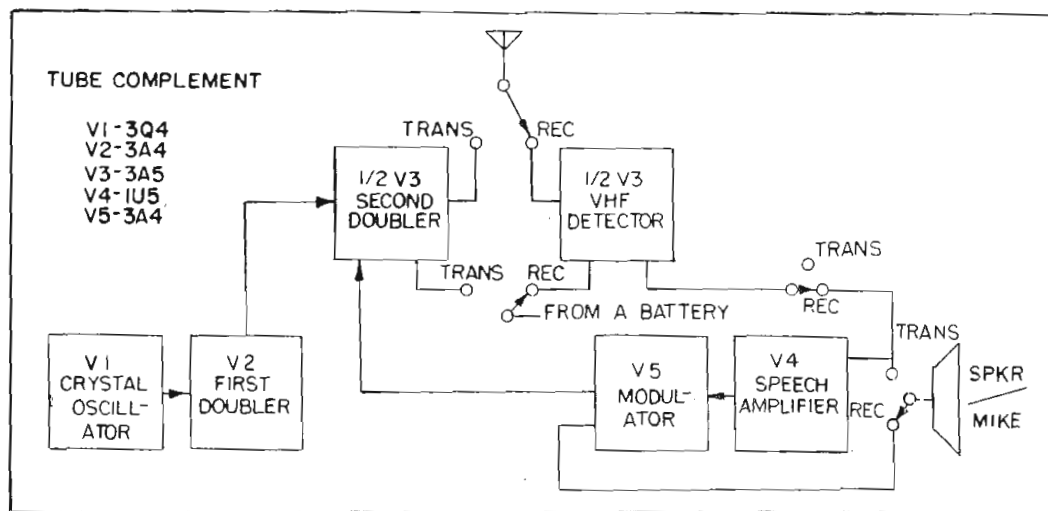 TUBE COMPLEMENT
V1-3Q4
V2-3A4
V3-3A5
V4-1U5
V5-3A4
TRANS
REC
1/2 V3
SECOND
DOUBLER
1/2 V3
VHF
DETECTOR
TRANS
REC
FROM A BATTERY
TRANS
REC
V1
CRYSTAL
OSCILL-
ATOR
V2
FIRST
DOUBLER
V5
MODUL-
ATOR
V4
SPEECH
AMPLIFIER
TRANS
REC
SPKR
MIKE